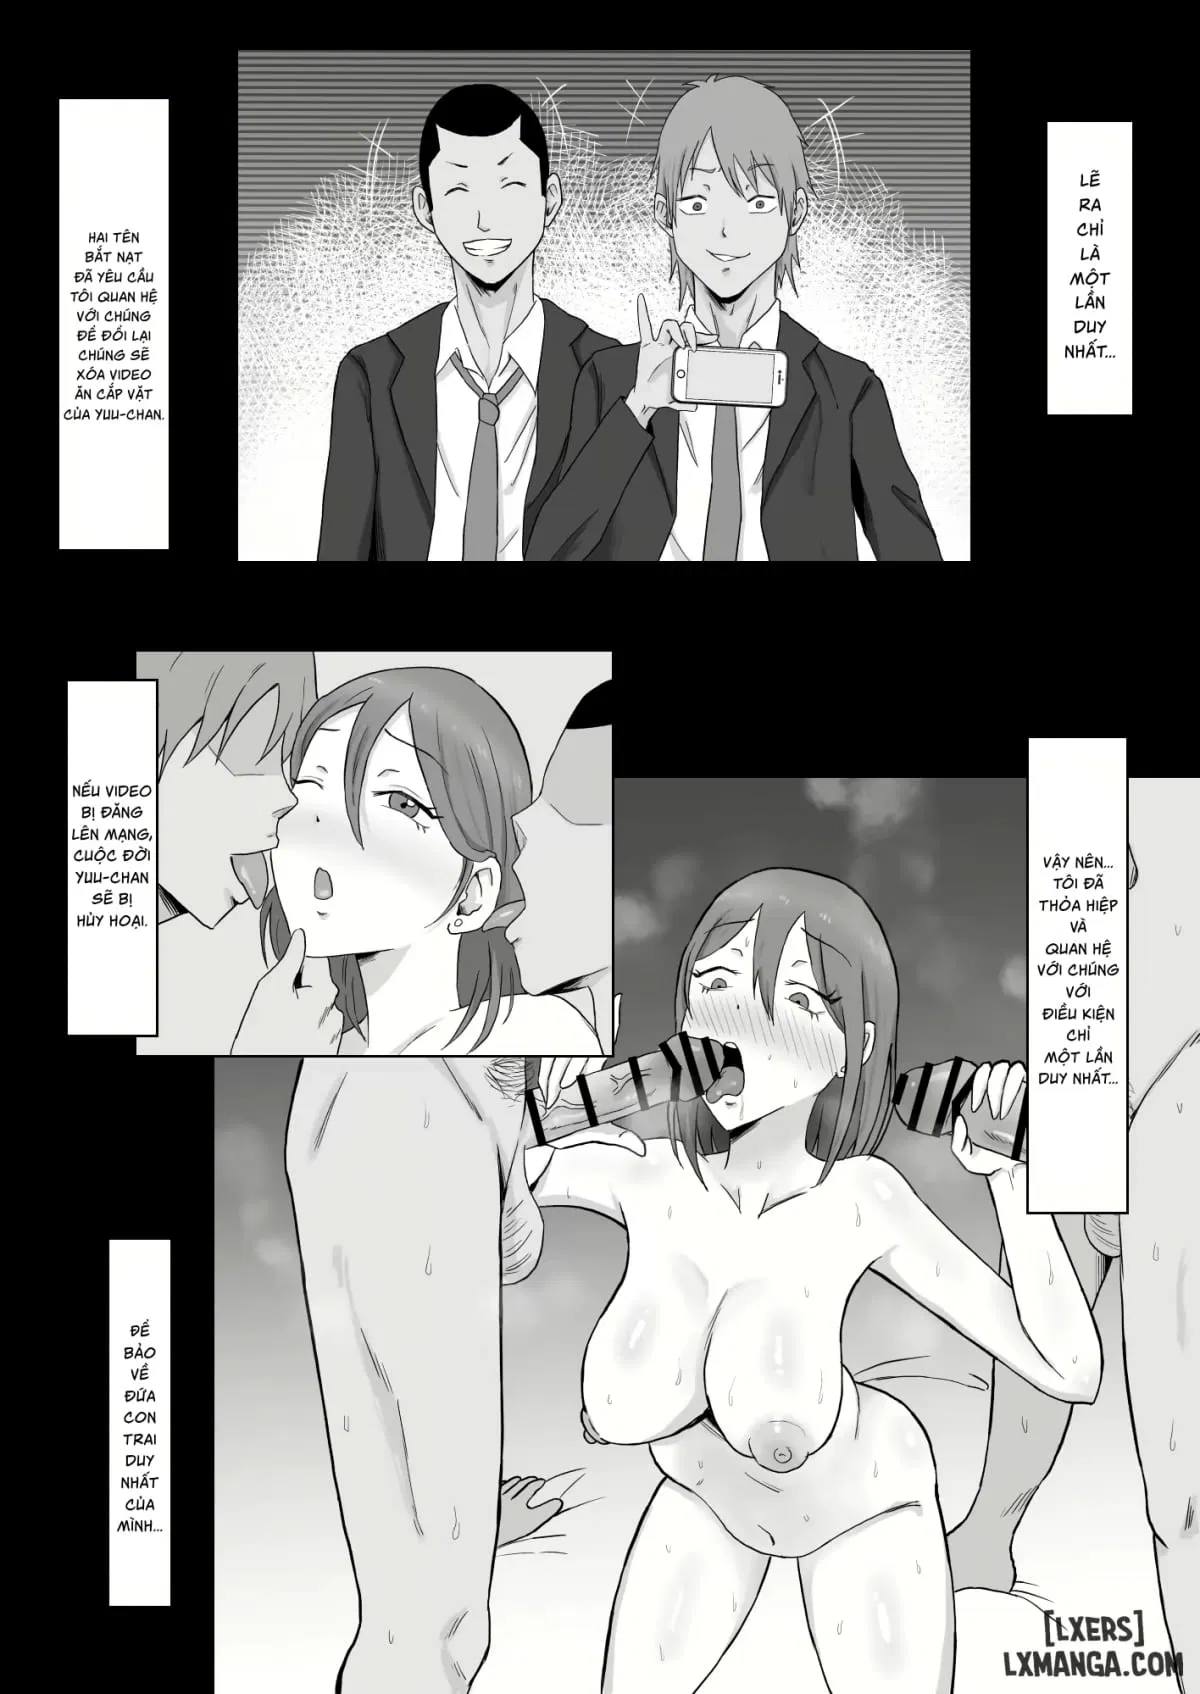 LẼ
RA CHỈ
LÀ
MỘT
LẦN
DUY
NHẤT...
HAI TÊN
BẮT NẠT
ĐÃ YÊU CẦU
TÔI QUAN HỆ
VỚI CHÚNG
ĐỂ ĐỔI LẠI
CHÚNG SẼ
XÓA VIDEO
ĂN CẮP VẶT
CỦA YUU-CHAN.
NẾU VIDEO
BỊ ĐĂNG
LÊN MẠNG,
CUỘC ĐỜI
YUU-CHAN
SẼ BỊ
HỦY HOẠI.
VẬY NÊN...
TÔI ĐÃ
THỎA HIỆP
VÀ
QUAN HỆ
VỚI CHÚNG
VỚI
ĐIỀU KIỆN
CHỈ
MỘT LẦN
DUY NHẤT...
ĐỂ
BẢO
VỆ
ĐỨA
CON
TRAI
DUY
NHẤT
CỦA
MÌNH...
[LXERS]
LXMANGA.COM